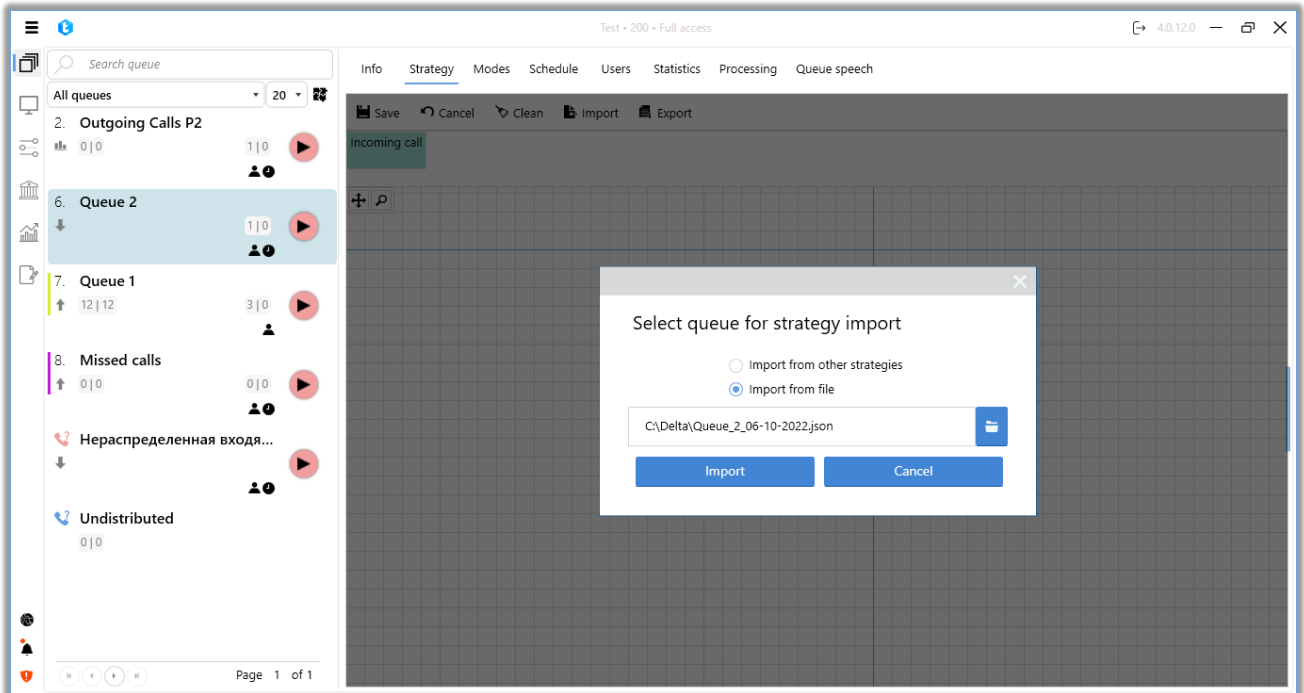 Test • 200 • Full access
4.0.12.0
Search queue
All queues
20
2. Outgoing Calls P2
0|0
1|0
6. Queue 2
1|0
7. Queue 1
12|12
3|0
8. Missed calls
0|0
0|0
Нераспределенная входя...
Undistributed
0|0
Page 1 of 1
Info Strategy Modes Schedule Users Statistics Processing Queue speech
Save Cancel Clean Import Export
Incoming call
Select queue for strategy import
Import from other strategies
Import from file
C:\Delta\Queue_2_06-10-2022.json
Import Cancel